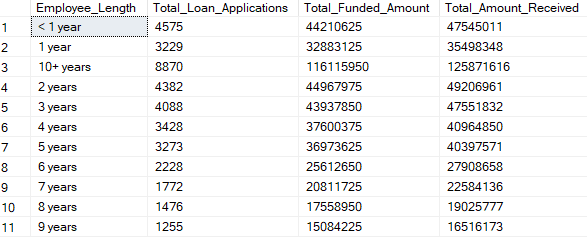 Employee_Length Total_Loan_Applications Total_Funded_Amount Total_Amount_Received
1 < 1 year 4575 44210625 47545011
2 1 year 3229 32883125 35498348
3 10+ years 8870 116115950 125871616
4 2 years 4382 44967975 49206961
5 3 years 4088 43937850 47551832
6 4 years 3428 37600375 40964850
7 5 years 3273 36973625 40397571
8 6 years 2228 25612650 27908658
9 7 years 1772 20811725 22584136
10 8 years 1476 17558950 19025777
11 9 years 1255 15084225 16516173